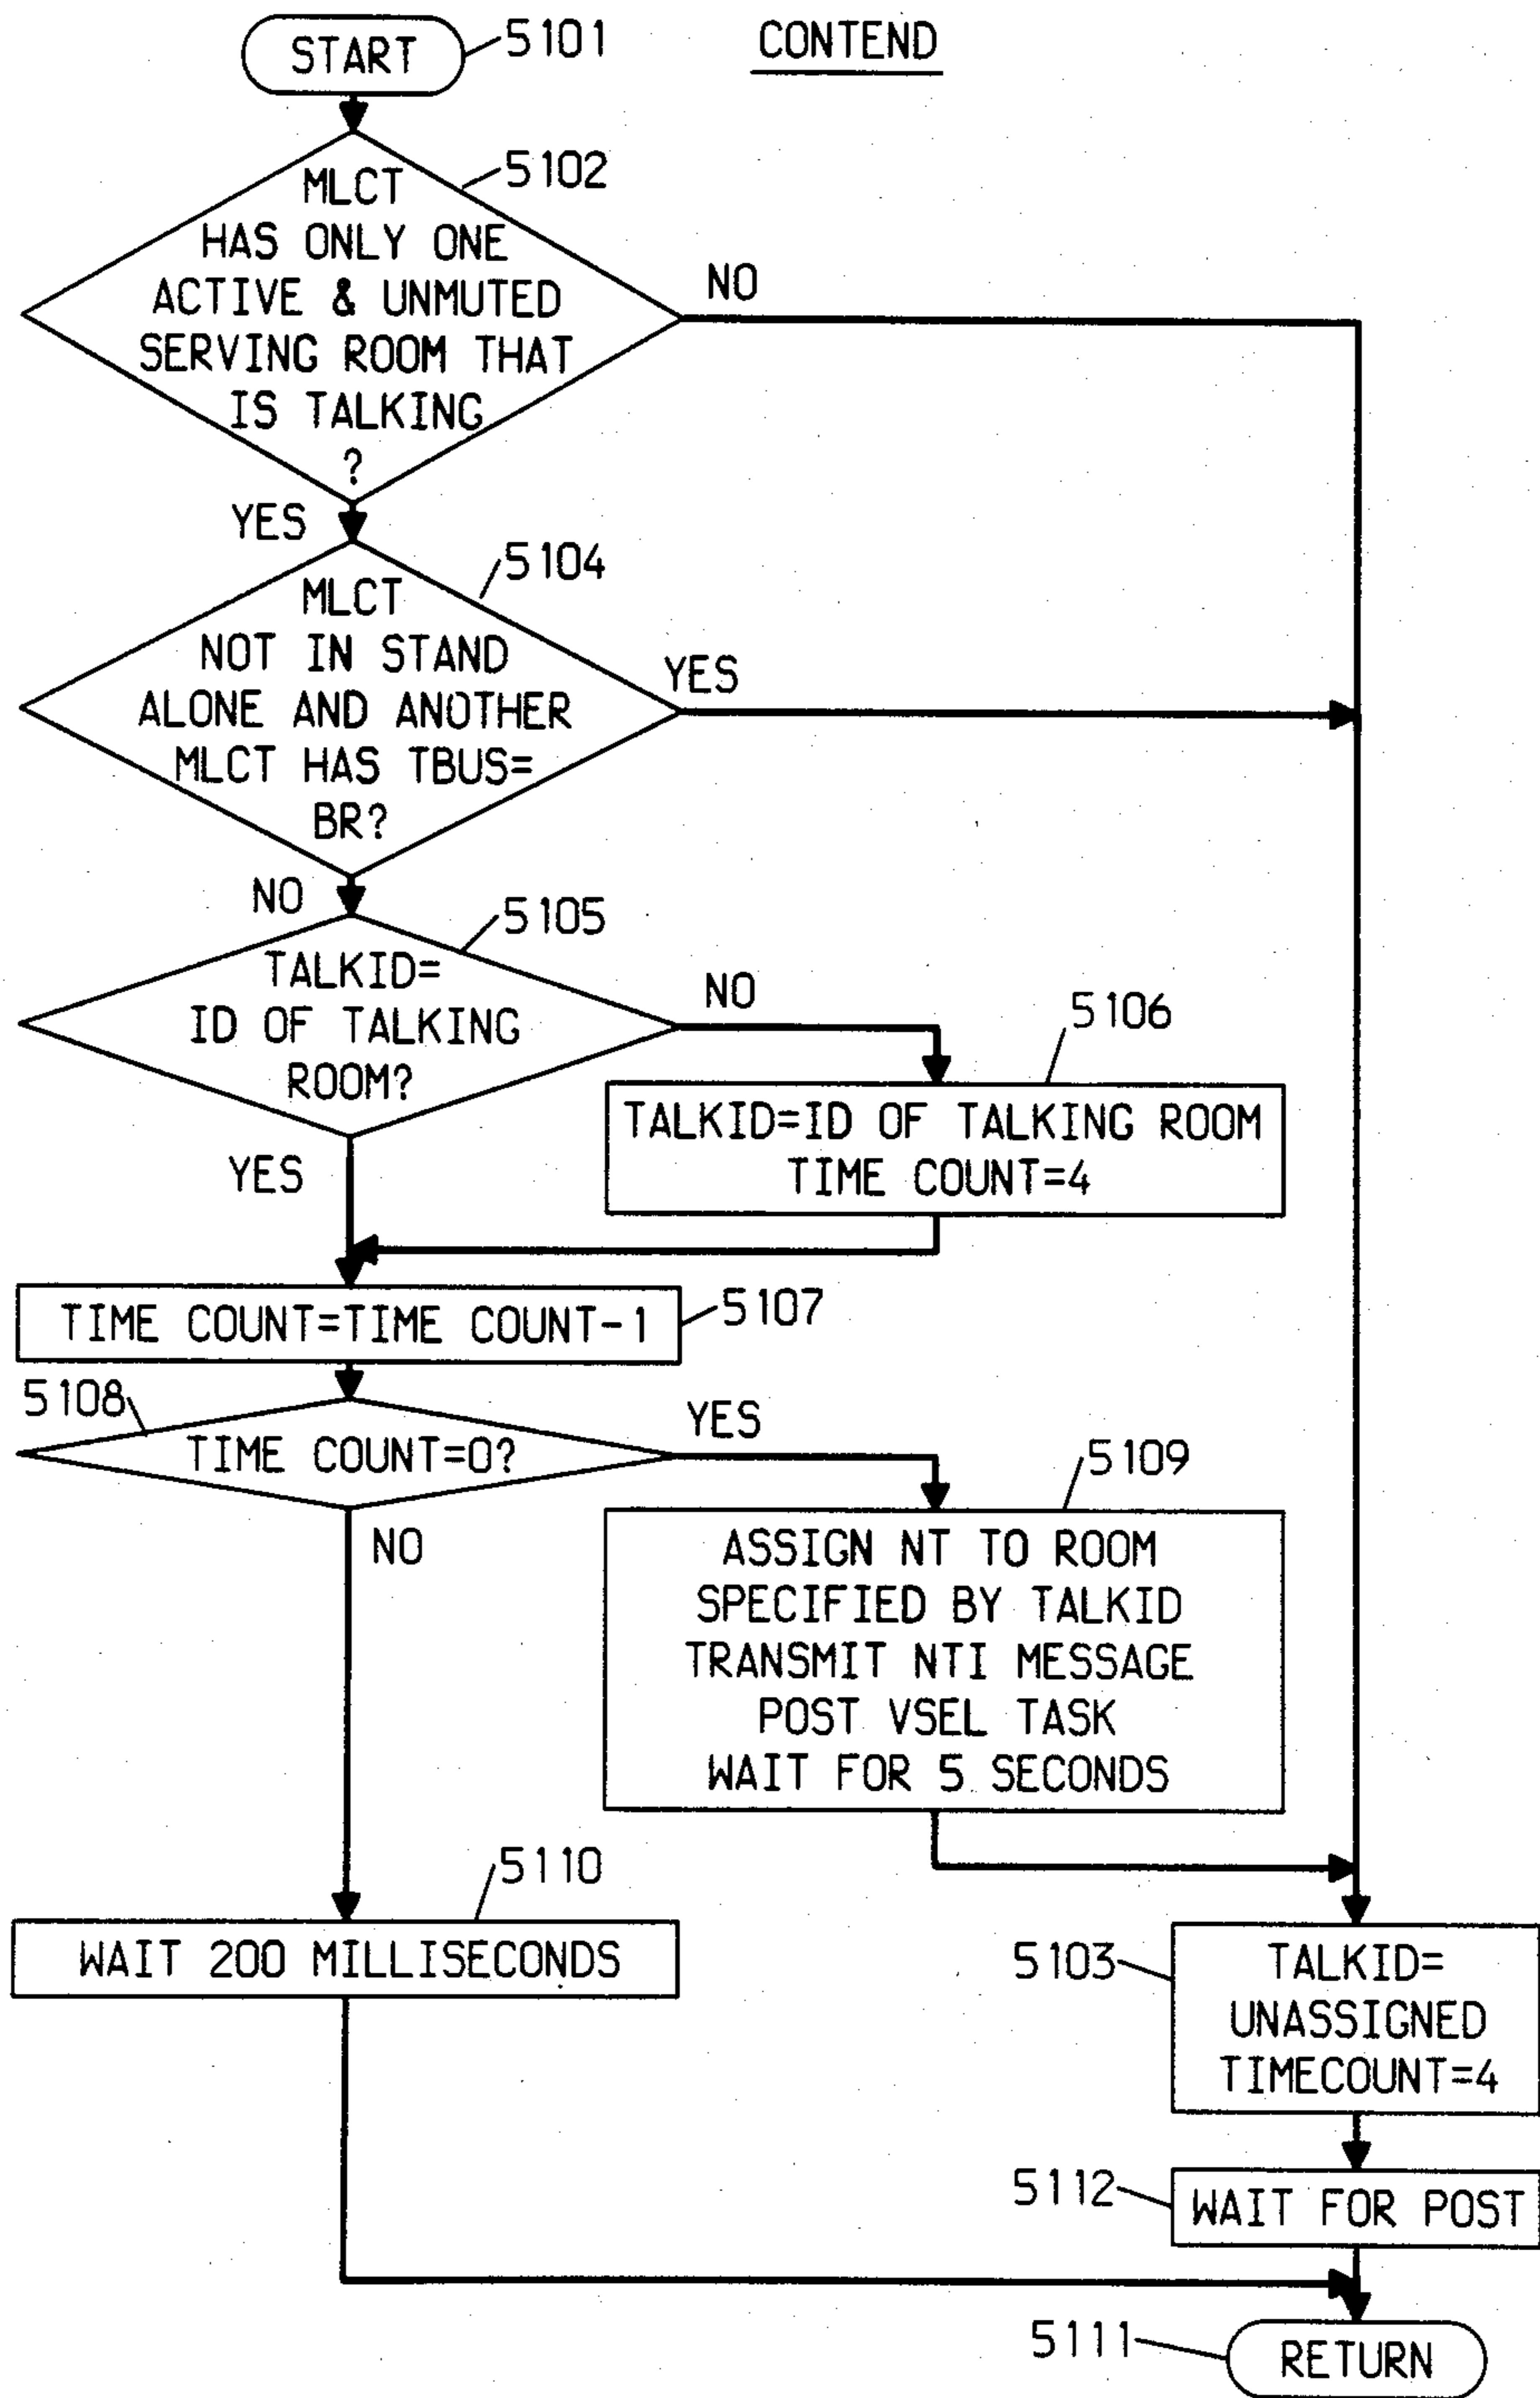 START
5101
CONTEND
5102
MLCT
HAS ONLY ONE
ACTIVE & UNMUTED
SERVING ROOM THAT
IS TALKING
?
NO
YES
5104
MLCT
NOT IN STAND
ALONE AND ANOTHER
MLCT HAS TBUS=
BR?
YES
NO
5105
TALKID=
ID OF TALKING
ROOM?
NO
5106
TALKID=ID OF TALKING ROOM
TIME COUNT=4
YES
TIME COUNT=TIME COUNT-1
5107
5108
TIME COUNT=0?
YES
5109
NO
ASSIGN NT TO ROOM
SPECIFIED BY TALKID
TRANSMIT NTI MESSAGE
POST VSEL TASK
WAIT FOR 5 SECONDS
5110
WAIT 200 MILLISECONDS
5103
TALKID=
UNASSIGNED
TIMECOUNT=4
5112
WAIT FOR POST
5111
RETURN